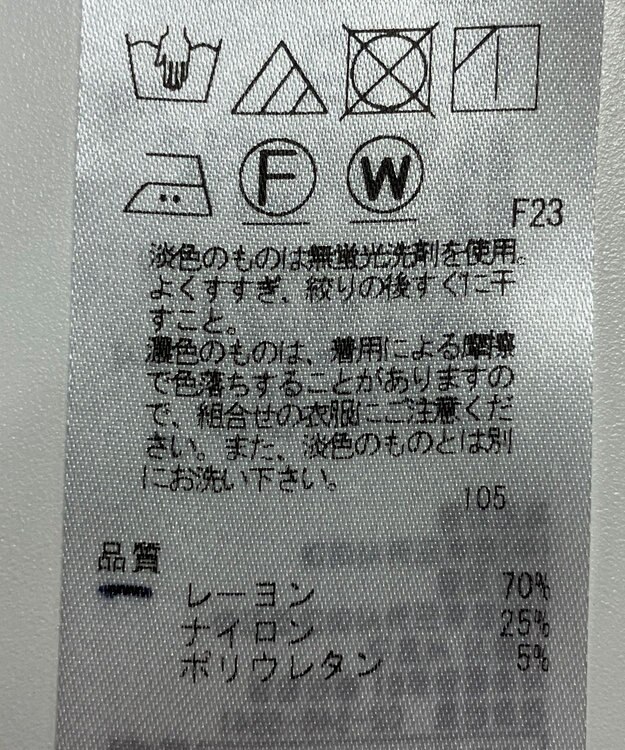 F
W
F23
淡色のものは無蛍光洗剤を使用。
よくすすぎ、絞りの後すぐに干
すこと。
濃色のものは、着用による摩擦
で色落ちすることがありますの
で、組合せの衣服にご注意くだ
さい。また、淡色のものとは別
にお洗い下さい。
105
品質
レーヨン 70%
ナイロン 25%
ポリウレタン 5%